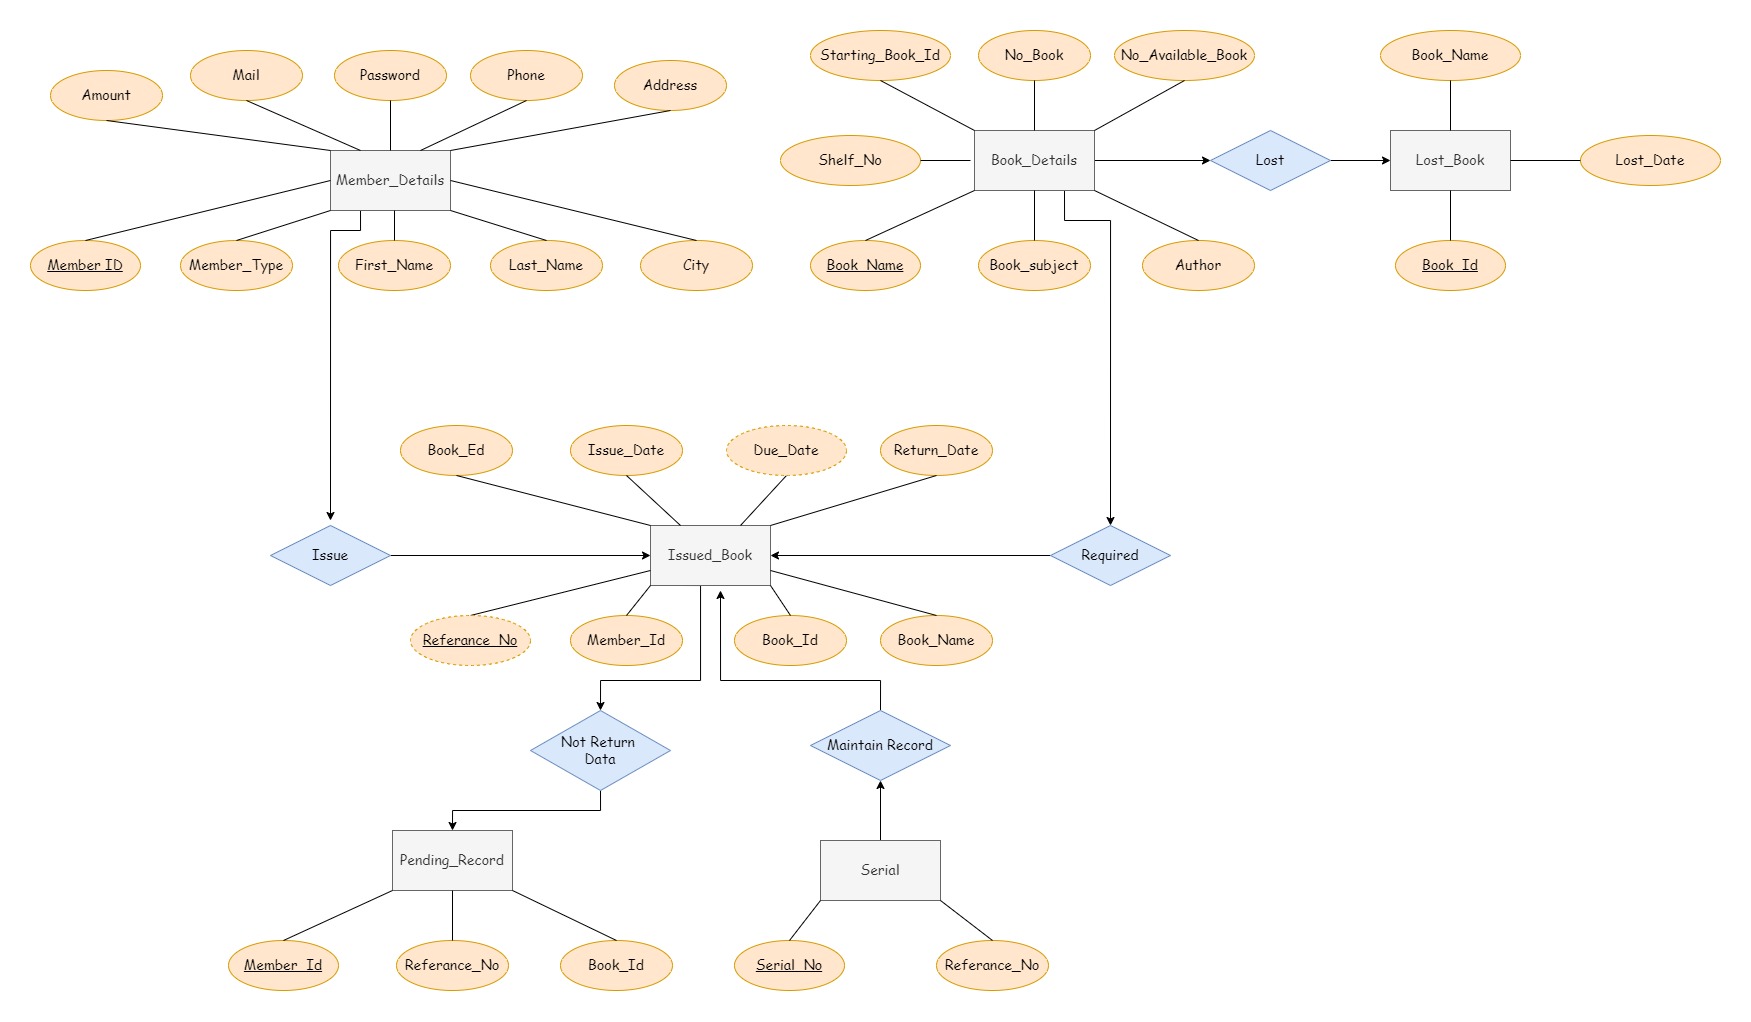 Starting_Book_Id
No_Book
No_Available_Book
Book_Name
Mail
Password
Phone
Address
Amount
Shelf_No
Book_Details
Lost
Lost_Book
Lost_Date
Member_Details
Member ID
Member_Type
First_Name
Last_Name
City
Book_Name
Book_subject
Author
Book_Id
Book_Ed
Issue_Date
Due_Date
Return_Date
Issue
Issued_Book
Required
Referance_No
Member_Id
Book_Id
Book_Name
Not Return
Data
Maintain Record
Pending_Record
Serial
Member_Id
Referance_No
Book_Id
Serial_No
Referance_No